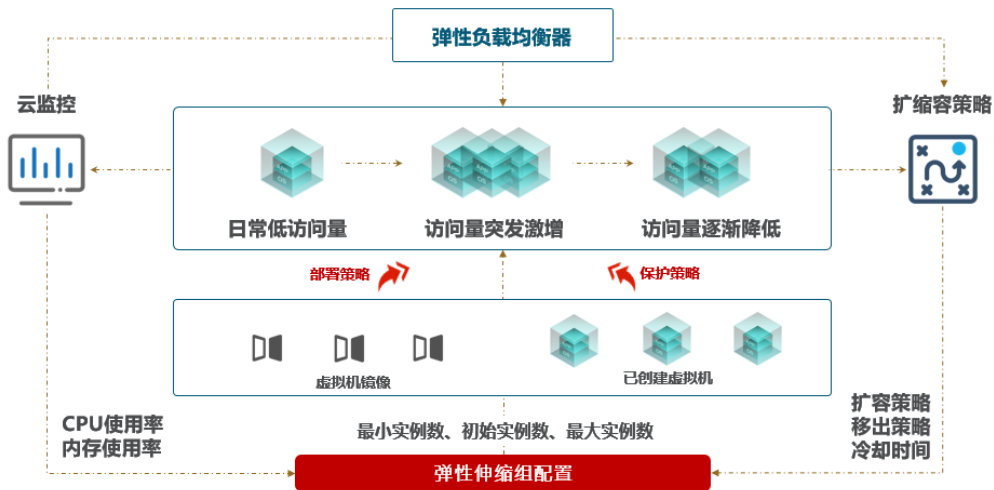 弹性负载均衡器
云监控
扩缩容策略
日常低访问量
访问量突发激增
访问量逐渐降低
部署策略
保护策略
虚拟机镜像
已创建虚拟机
CPU使用率
内存使用率
最小实例数、初始实例数、最大实例数
扩容策略
移出策略
冷却时间
弹性伸缩组配置